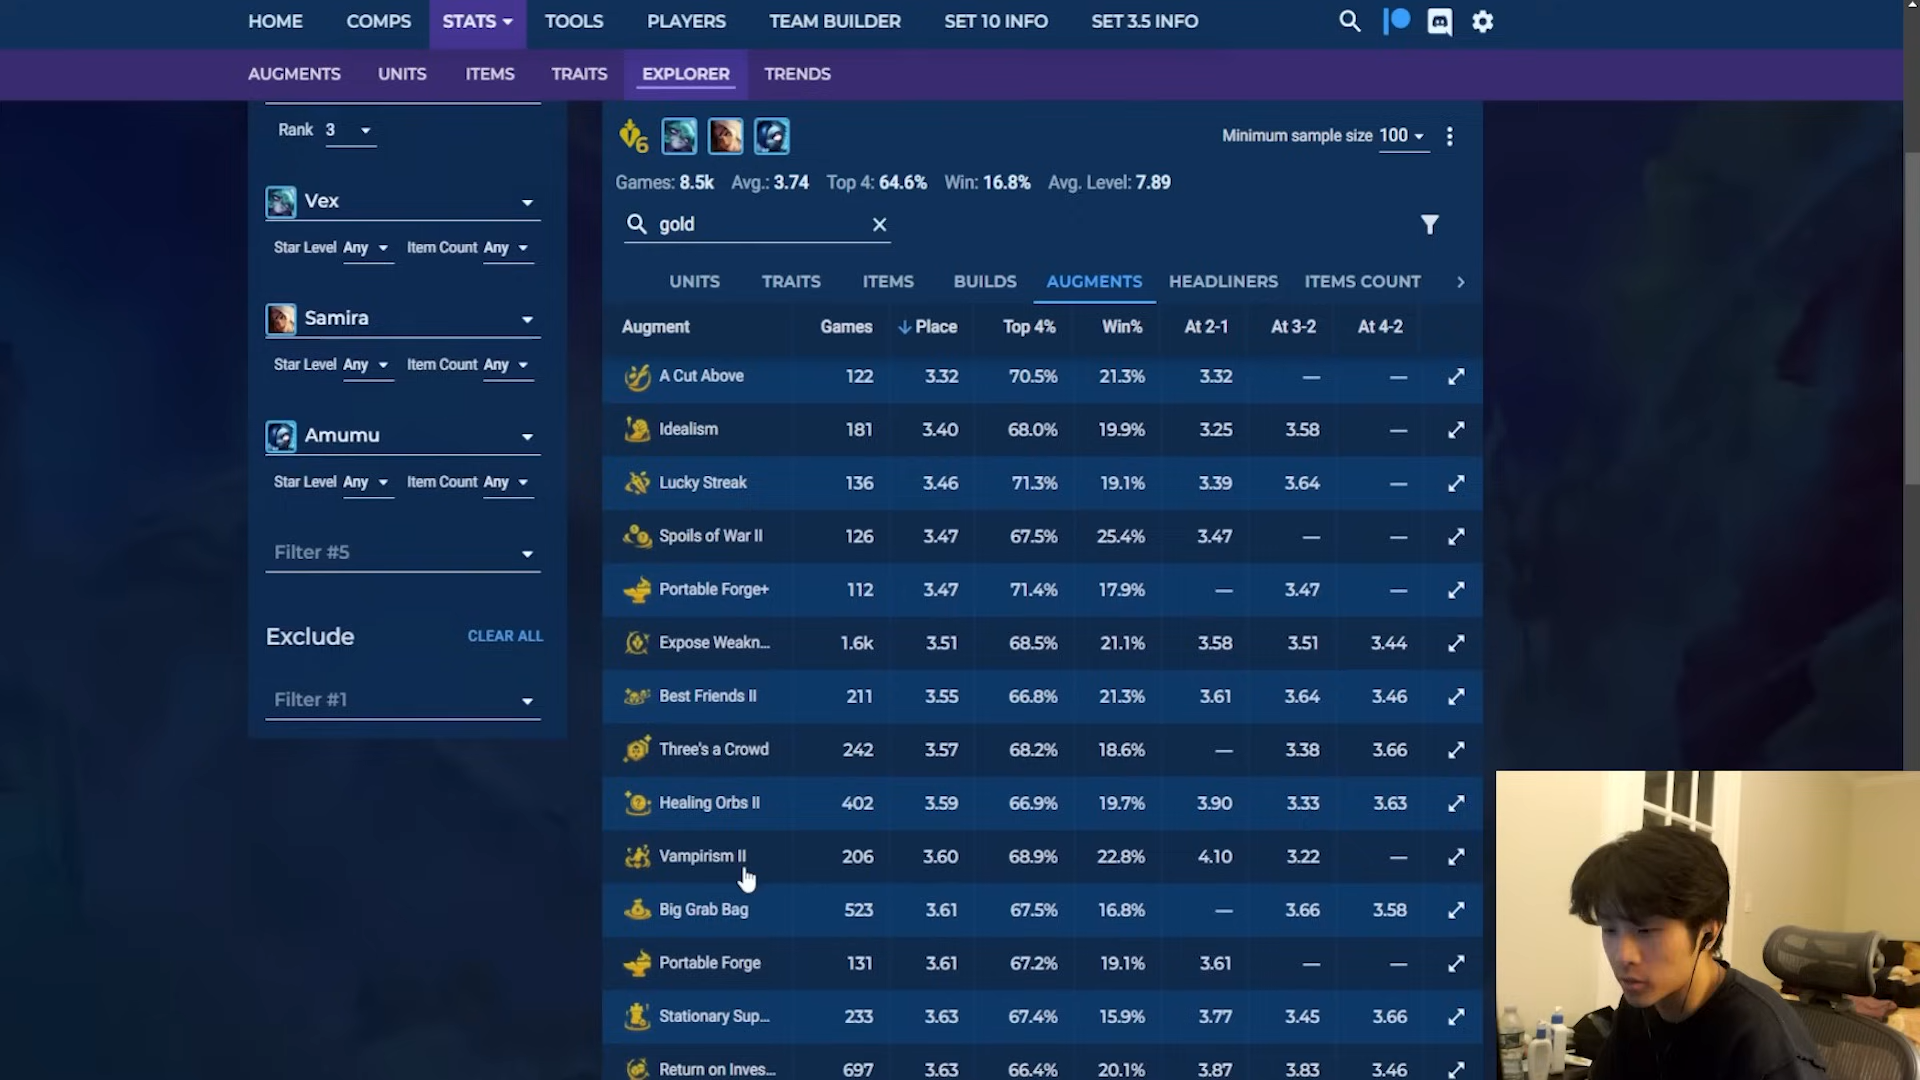 HOME COMPS STATS TOOLS PLAYERS TEAM BUILDER SET 10 INFO SET 3.5 INFO
AUGMENTS UNITS ITEMS TRAITS EXPLORER TRENDS
Rank 3
Vex
Star Level Any Item Count Any
Samira
Star Level Any Item Count Any
Amumu
Star Level Any Item Count Any
Filter #5
Exclude CLEAR ALL
Filter #1
6
Minimum sample size 100
Games: 8.5k Avg.: 3.74 Top 4: 64.6% Win: 16.8% Avg. Level: 7.89
gold
UNITS TRAITS ITEMS BUILDS AUGMENTS HEADLINERS ITEMS COUNT
Augment Games Place Top 4% Win% At 2-1 At 3-2 At 4-2
A Cut Above 122 3.32 70.5% 21.3% 3.32 — —
Idealism 181 3.40 68.0% 19.9% 3.25 3.58 —
Lucky Streak 136 3.46 71.3% 19.1% 3.39 3.64 —
Spoils of War II 126 3.47 67.5% 25.4% 3.47 — —
Portable Forge+ 112 3.47 71.4% 17.9% — 3.47 —
Expose Weakn... 1.6k 3.51 68.5% 21.1% 3.58 3.51 3.44
Best Friends II 211 3.55 66.8% 21.3% 3.61 3.64 3.46
Three's a Crowd 242 3.57 68.2% 18.6% — 3.38 3.66
Healing Orbs II 402 3.59 66.9% 19.7% 3.90 3.33 3.63
Vampirism II 206 3.60 68.9% 22.8% 4.10 3.22 —
Big Grab Bag 523 3.61 67.5% 16.8% — 3.66 3.58
Portable Forge 131 3.61 67.2% 19.1% 3.61 — —
Stationary Sup... 233 3.63 67.4% 15.9% 3.77 3.45 3.66
Return on Inves... 697 3.63 66.4% 20.1% 3.87 3.83 3.46